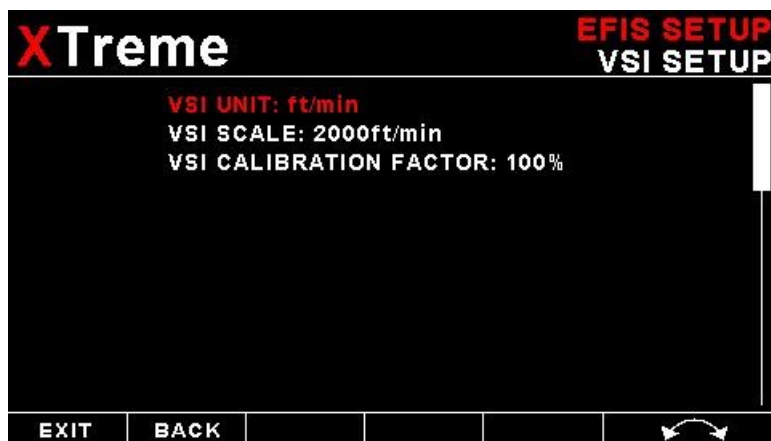 XTreme
EFIS SETUP
VSI SETUP
VSI UNIT: ft/min
VSI SCALE: 2000ft/min
VSI CALIBRATION FACTOR: 100%
EXIT BACK